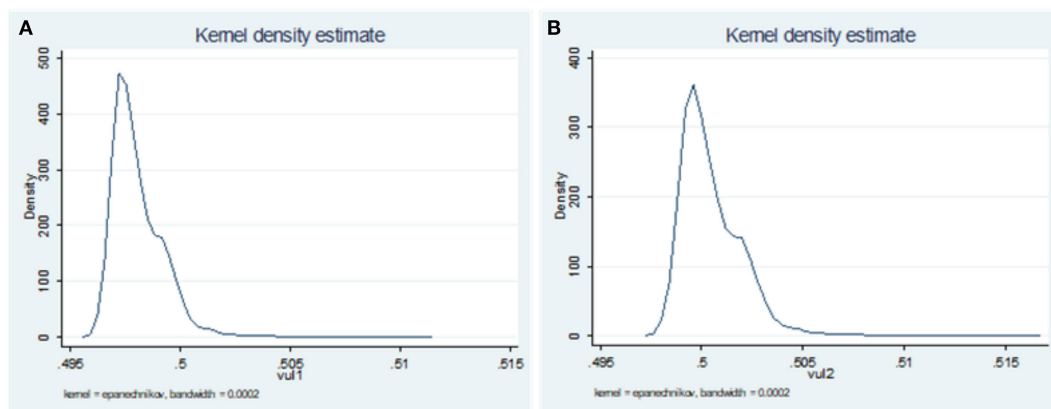 A
Kernel density estimate
500
400
300
200
100
0
Density
.495
.5
.505
.51
.515
vul1
kernel = epanechnikov, bandwidth = 0.0002
B
Kernel density estimate
400
300
200
100
0
Density
.495
.5
.505
.51
.515
vul2
kernel = epanechnikov, bandwidth = 0.0002